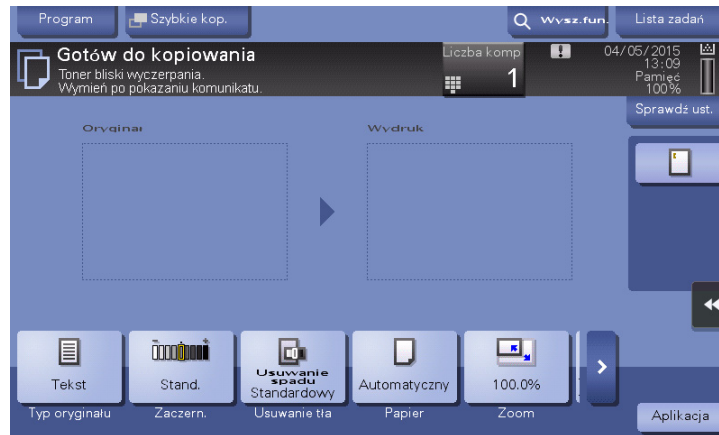 Program
Szybkie kop.
Wysz.fun.
Lista zadań
Gotów do kopiowania
Toner bliski wyczerpania.
Wymień po pokazaniu komunikatu.
Liczba komp
1
04/05/2015
13:09
Pamięć
100%
Sprawdź ust.
Oryginał
Wydruk
Tekst
Stand.
Usuwanie
spadu
Standardowy
Automatyczny
100.0%
Typ oryginału
Zaczern.
Usuwanie tła
Papier
Zoom
Aplikacja